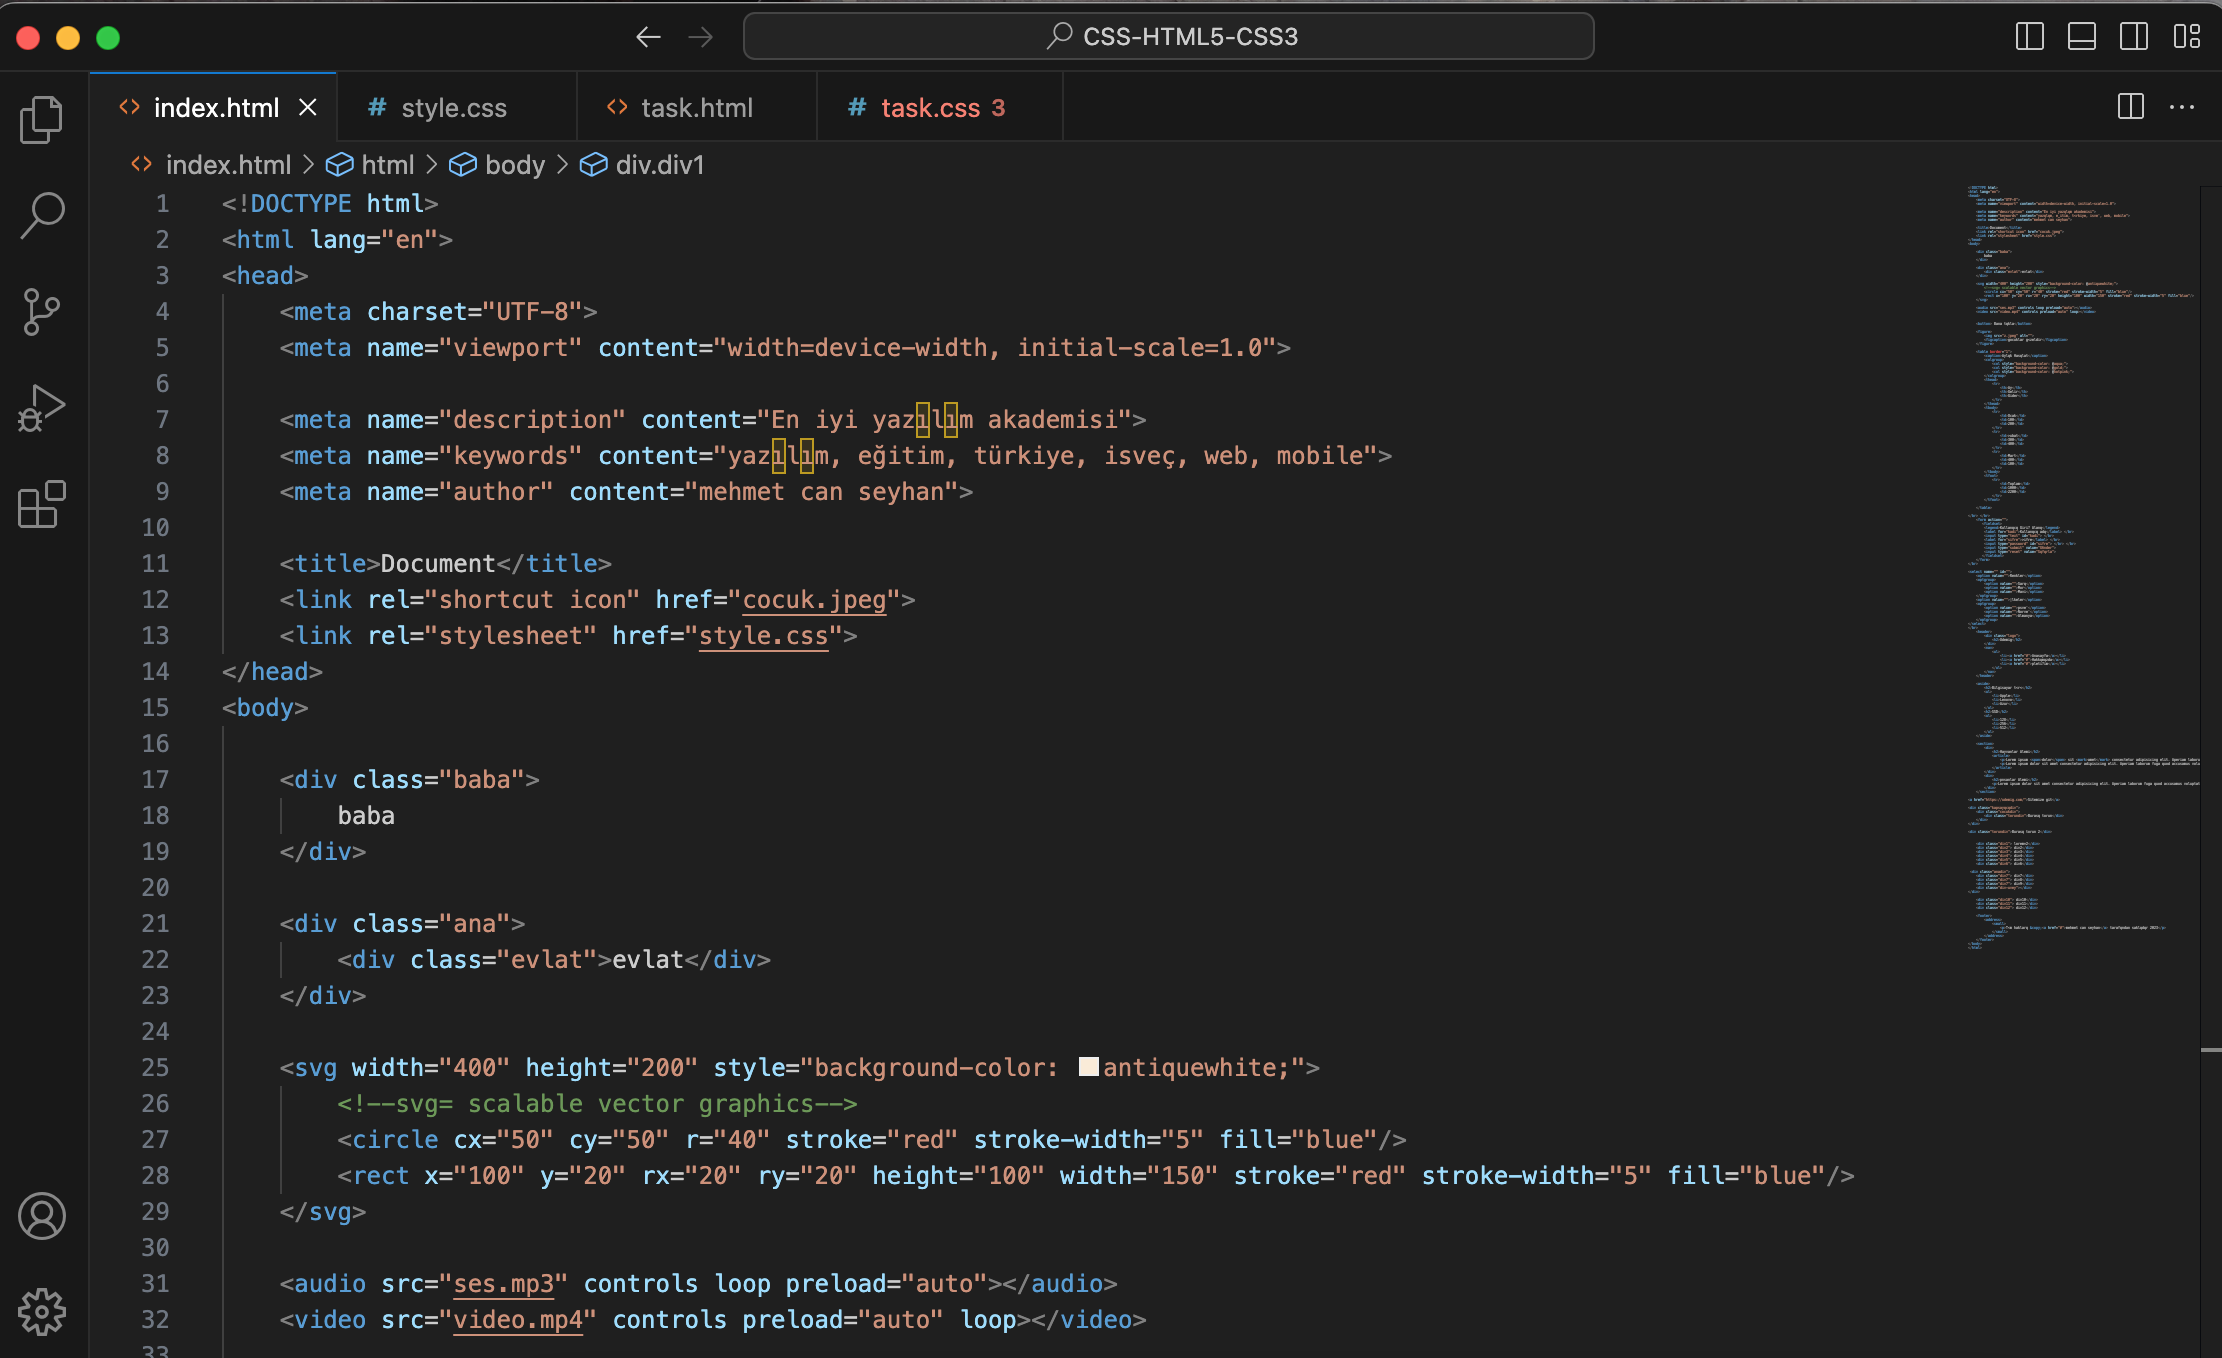 CSS-HTML5-CSS3
index.html
style.css
task.html
task.css 3
index.html > html > body > div.div1
1 <!DOCTYPE html>
2 <html lang="en">
3 <head>
4 <meta charset="UTF-8">
5 <meta name="viewport" content="width=device-width, initial-scale=1.0">
6
7 <meta name="description" content="En iyi yazılım akademisi">
8 <meta name="keywords" content="yazılım, eğitim, türkiye, isveç, web, mobile">
9 <meta name="author" content="mehmet can seyhan">
10
11 <title>Document</title>
12 <link rel="shortcut icon" href="cocuk.jpeg">
13 <link rel="stylesheet" href="style.css">
14 </head>
15 <body>
16
17 <div class="baba">
18 baba
19 </div>
20
21 <div class="ana">
22 <div class="evlat">evlat</div>
23 </div>
24
25 <svg width="400" height="200" style="background-color: antiquewhite;">
26 <!--svg= scalable vector graphics-->
27 <circle cx="50" cy="50" r="40" stroke="red" stroke-width="5" fill="blue"/>
28 <rect x="100" y="20" rx="20" ry="20" height="100" width="150" stroke="red" stroke-width="5" fill="blue"/>
29 </svg>
30
31 <audio src="ses.mp3" controls loop preload="auto"></audio>
32 <video src="video.mp4" controls preload="auto" loop></video>
33